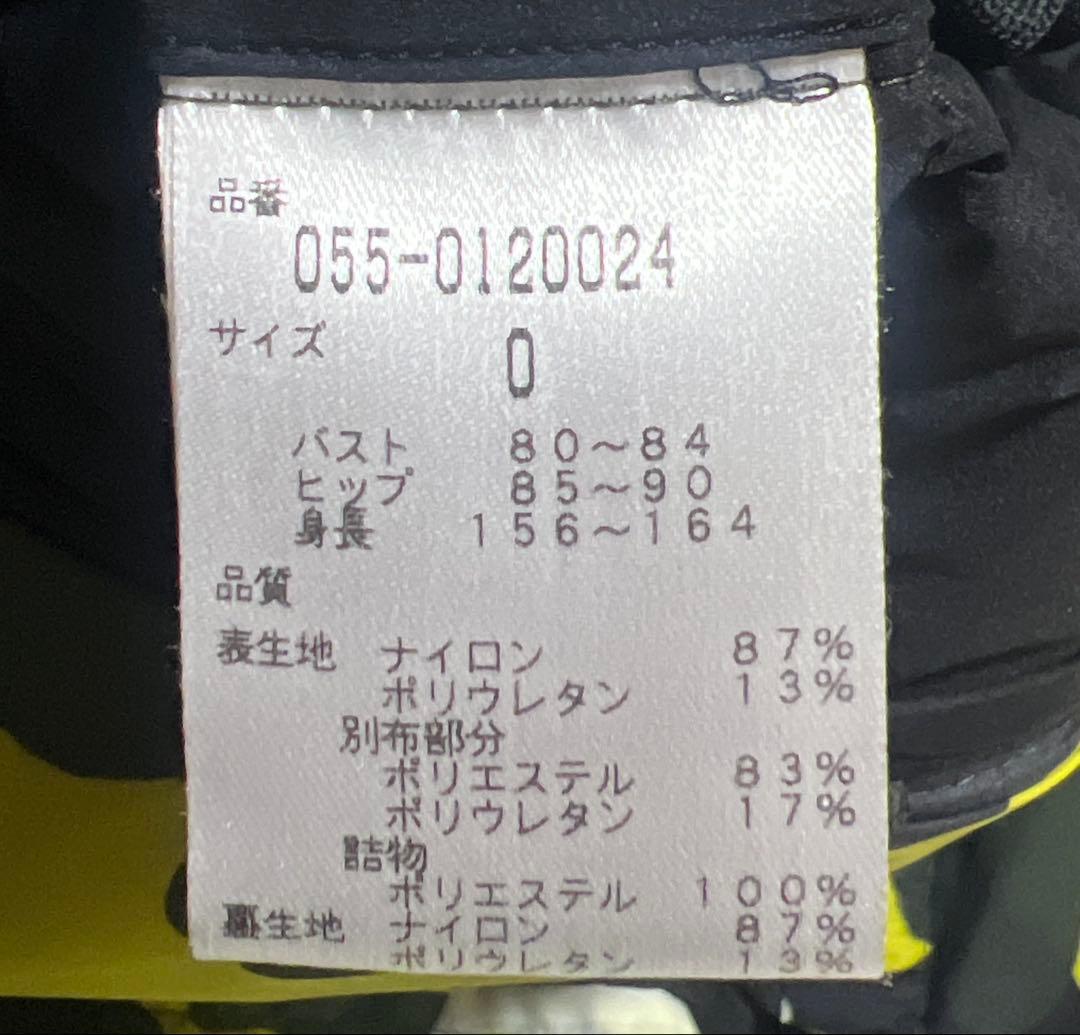 品番
055-0120024
サイズ 0
バスト 80～84
ヒップ 85～90
身長 156～164
品質
表生地 ナイロン 87%
ポリウレタン 13%
別布部分
ポリエステル 83%
ポリウレタン 17%
詰物
ポリエステル 100%
裏生地 ナイロン 87%
ポリウレタン 13%